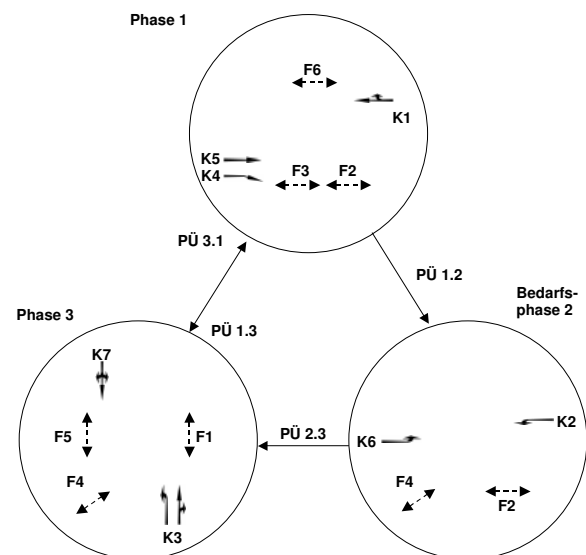 Phase 1
F6
K1
K5
K4
F3
F2
PÜ 3.1
PÜ 1.2
Bedarfs-
phase 2
Phase 3
PÜ 1.3
K7
F5
F1
F4
K3
PÜ 2.3
K6
K2
F4
F2